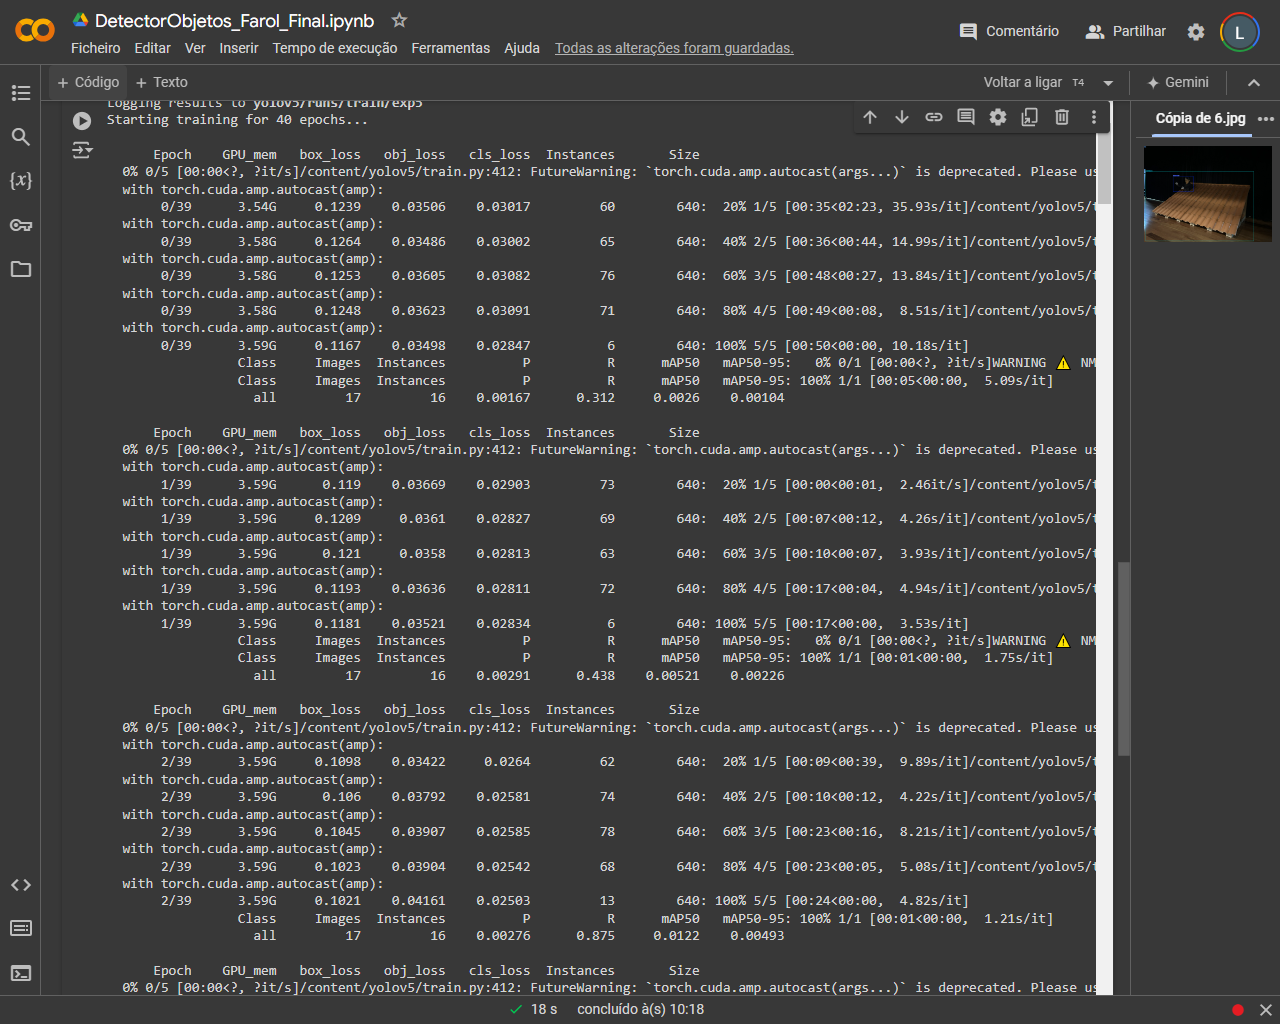 DetectorObjetos_Farol_Final.ipynb
Ficheiro Editar Ver Inserir Tempo de execução Ferramentas Ajuda Todas as alterações foram guardadas.
Comentário Partilhar L
+ Código + Texto
Voltar a ligar T4 Gemini
Cópia de 6.jpg
Logging results to yolov5/runs/train/exp5
Starting training for 40 epochs...
Epoch GPU_mem box_loss obj_loss cls_loss Instances Size
0% 0/5 [00:00<?, ?it/s]/content/yolov5/train.py:412: FutureWarning: `torch.cuda.amp.autocast(args...)` is deprecated. Please us
with torch.cuda.amp.autocast(amp):
0/39 3.54G 0.1239 0.03506 0.03017 60 640: 20% 1/5 [00:35<02:23, 35.93s/it]/content/yolov5/t
with torch.cuda.amp.autocast(amp):
0/39 3.58G 0.1264 0.03486 0.03002 65 640: 40% 2/5 [00:36<00:44, 14.99s/it]/content/yolov5/t
with torch.cuda.amp.autocast(amp):
0/39 3.58G 0.1253 0.03605 0.03082 76 640: 60% 3/5 [00:48<00:27, 13.84s/it]/content/yolov5/t
with torch.cuda.amp.autocast(amp):
0/39 3.58G 0.1248 0.03623 0.03091 71 640: 80% 4/5 [00:49<00:08, 8.51s/it]/content/yolov5/t
with torch.cuda.amp.autocast(amp):
0/39 3.59G 0.1167 0.03498 0.02847 6 640: 100% 5/5 [00:50<00:00, 10.18s/it]
Class Images Instances P R mAP50 mAP50-95: 0% 0/1 [00:00<?, ?it/s]WARNING ⚠️ NM
Class Images Instances P R mAP50 mAP50-95: 100% 1/1 [00:05<00:00, 5.09s/it]
all 17 16 0.00167 0.312 0.0026 0.00104
Epoch GPU_mem box_loss obj_loss cls_loss Instances Size
0% 0/5 [00:00<?, ?it/s]/content/yolov5/train.py:412: FutureWarning: `torch.cuda.amp.autocast(args...)` is deprecated. Please us
with torch.cuda.amp.autocast(amp):
1/39 3.59G 0.119 0.03669 0.02903 73 640: 20% 1/5 [00:00<00:01, 2.46it/s]/content/yolov5/t
with torch.cuda.amp.autocast(amp):
1/39 3.59G 0.1209 0.0361 0.02827 69 640: 40% 2/5 [00:07<00:12, 4.26s/it]/content/yolov5/t
with torch.cuda.amp.autocast(amp):
1/39 3.59G 0.121 0.0358 0.02813 63 640: 60% 3/5 [00:10<00:07, 3.93s/it]/content/yolov5/t
with torch.cuda.amp.autocast(amp):
1/39 3.59G 0.1193 0.03636 0.02811 72 640: 80% 4/5 [00:17<00:04, 4.94s/it]/content/yolov5/t
with torch.cuda.amp.autocast(amp):
1/39 3.59G 0.1181 0.03521 0.02834 6 640: 100% 5/5 [00:17<00:00, 3.53s/it]
Class Images Instances P R mAP50 mAP50-95: 0% 0/1 [00:00<?, ?it/s]WARNING ⚠️ NM
Class Images Instances P R mAP50 mAP50-95: 100% 1/1 [00:01<00:00, 1.75s/it]
all 17 16 0.00291 0.438 0.00521 0.00226
Epoch GPU_mem box_loss obj_loss cls_loss Instances Size
0% 0/5 [00:00<?, ?it/s]/content/yolov5/train.py:412: FutureWarning: `torch.cuda.amp.autocast(args...)` is deprecated. Please us
with torch.cuda.amp.autocast(amp):
2/39 3.59G 0.1098 0.03422 0.0264 62 640: 20% 1/5 [00:09<00:39, 9.89s/it]/content/yolov5/t
with torch.cuda.amp.autocast(amp):
2/39 3.59G 0.106 0.03792 0.02581 74 640: 40% 2/5 [00:10<00:12, 4.22s/it]/content/yolov5/t
with torch.cuda.amp.autocast(amp):
2/39 3.59G 0.1045 0.03907 0.02585 78 640: 60% 3/5 [00:23<00:16, 8.21s/it]/content/yolov5/t
with torch.cuda.amp.autocast(amp):
2/39 3.59G 0.1023 0.03904 0.02542 68 640: 80% 4/5 [00:23<00:05, 5.08s/it]/content/yolov5/t
with torch.cuda.amp.autocast(amp):
2/39 3.59G 0.1021 0.04161 0.02503 13 640: 100% 5/5 [00:24<00:00, 4.82s/it]
Class Images Instances P R mAP50 mAP50-95: 100% 1/1 [00:01<00:00, 1.21s/it]
all 17 16 0.00276 0.875 0.0122 0.00493
Epoch GPU_mem box_loss obj_loss cls_loss Instances Size
0% 0/5 [00:00<?, ?it/s]/content/yolov5/train.py:412: FutureWarning: `torch.cuda.amp.autocast(args...)` is deprecated. Please us
18 s concluído à(s) 10:18